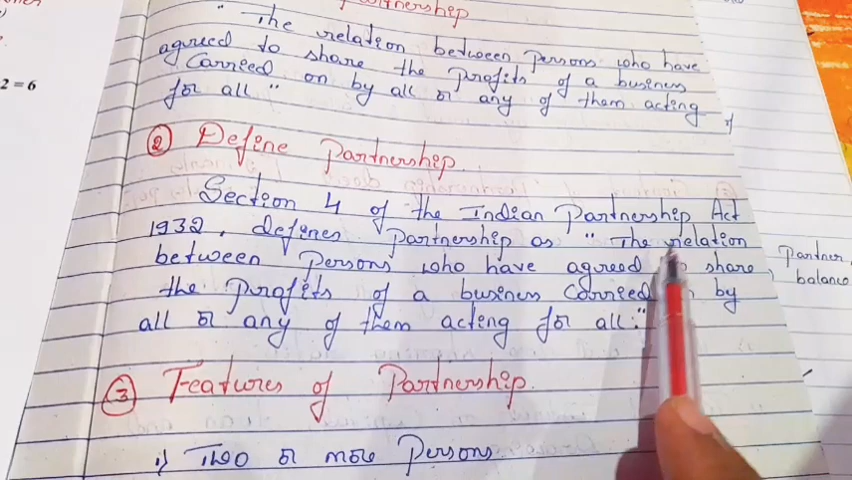 Partnership
2 = 6
" The relation between Persons who have
agreed to share the Profits of a business
Carried on by all or any of them acting
for all "
② Define Partnership
Section 4 of the Indian Partnership Act
1932, defines Partnership as " The relation
between Persons who have agreed share
the Profits of a business Carried by
all or any of them acting for all."
Partner
balance
③ Features of Partnership.
i) Two or more Persons